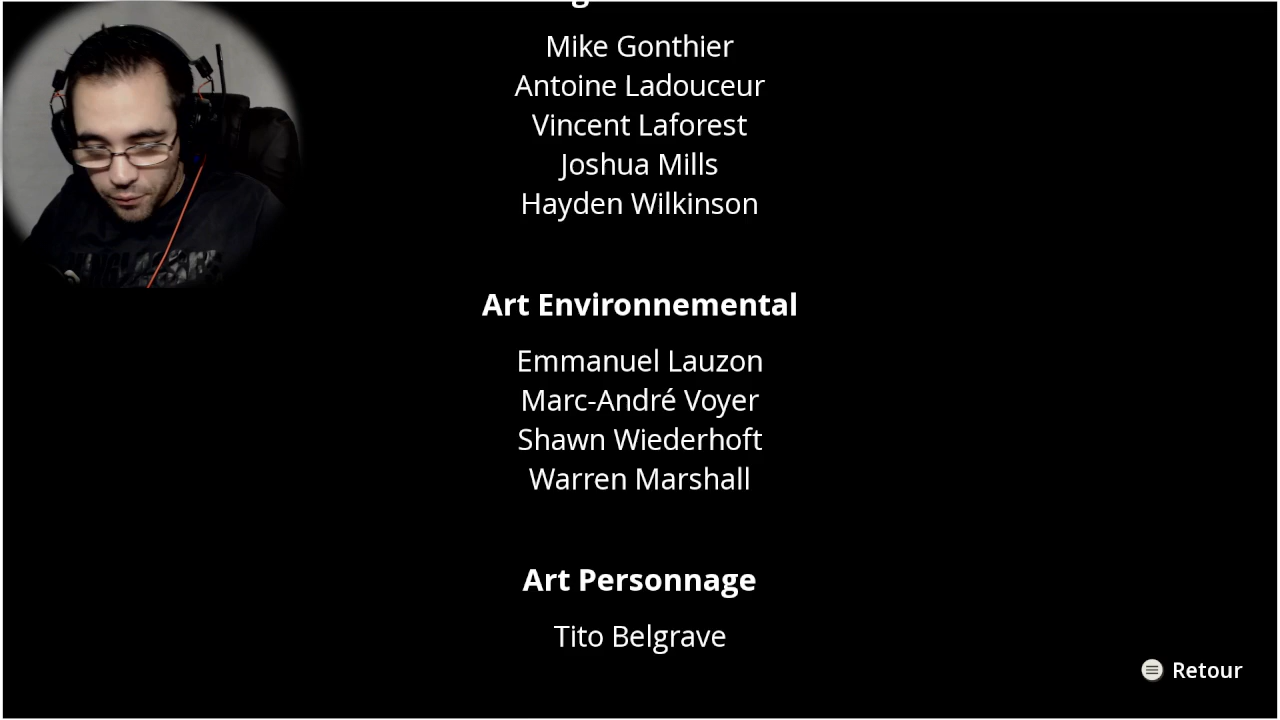 Mike Gonthier
Antoine Ladouceur
Vincent Laforest
Joshua Mills
Hayden Wilkinson
Art Environnemental
Emmanuel Lauzon
Marc-André Voyer
Shawn Wiederhoft
Warren Marshall
Art Personnage
Tito Belgrave
Retour